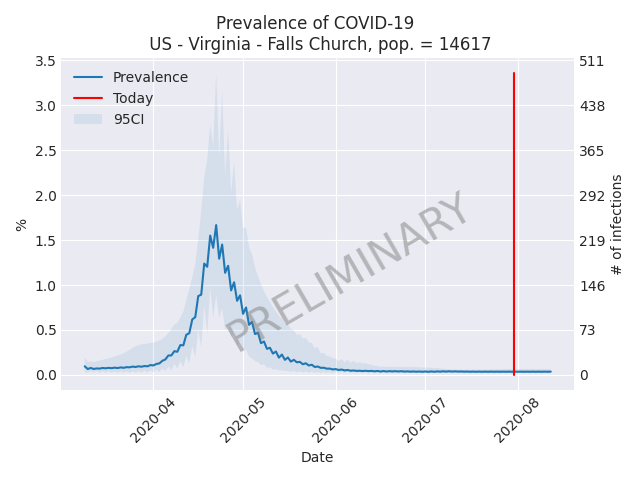 Prevalence of COVID-19
US - Virginia - Falls Church, pop. = 14617
Prevalence
Today
95CI
3.5
3.0
2.5
2.0
1.5
1.0
0.5
0.0
%
511
438
365
292
219
146
73
0
# of infections
PRELIMINARY
2020-04
2020-05
2020-06
2020-07
2020-08
Date